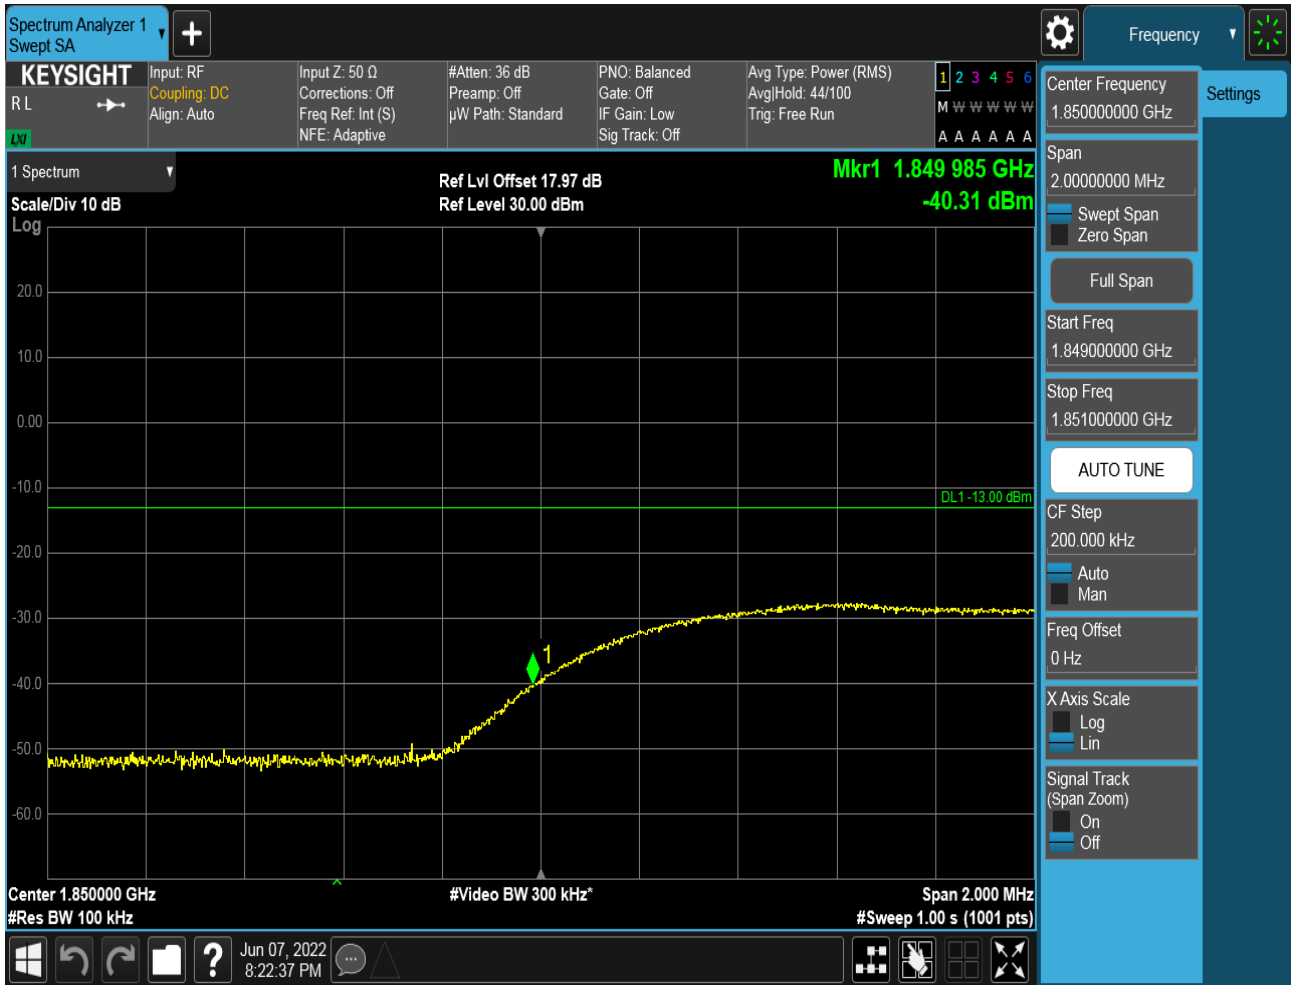 Spectrum Analyzer 1
Swept SA
Frequency
KEYSIGHT
R L
LXI
Input: RF
Coupling: DC
Align: Auto
Input Z: 50 Ω
Corrections: Off
Freq Ref: Int (S)
NFE: Adaptive
#Atten: 36 dB
Preamp: Off
µW Path: Standard
PNO: Balanced
Gate: Off
IF Gain: Low
Sig Track: Off
Avg Type: Power (RMS)
Avg|Hold: 44/100
Trig: Free Run
1 2 3 4 5 6
M W W W W W
A A A A A A
1 Spectrum
Scale/Div 10 dB
Log
Ref Lvl Offset 17.97 dB
Ref Level 30.00 dBm
Mkr1 1.849 985 GHz
-40.31 dBm
20.0
10.0
0.00
-10.0
DL1 -13.00 dBm
-20.0
-30.0
1
-40.0
-50.0
-60.0
Center 1.850000 GHz
#Res BW 100 kHz
#Video BW 300 kHz*
Span 2.000 MHz
#Sweep 1.00 s (1001 pts)
Jun 07, 2022
8:22:37 PM
Center Frequency
1.850000000 GHz
Settings
Span
2.00000000 MHz
Swept Span
Zero Span
Full Span
Start Freq
1.849000000 GHz
Stop Freq
1.851000000 GHz
AUTO TUNE
CF Step
200.000 kHz
Auto
Man
Freq Offset
0 Hz
X Axis Scale
Log
Lin
Signal Track
(Span Zoom)
On
Off